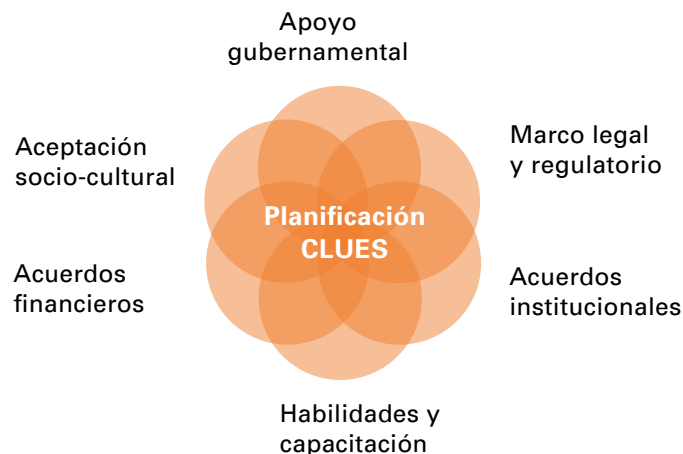 Apoyo
gubernamental
Aceptación
socio-cultural
Marco legal
y regulatorio
Planificación
CLUES
Acuerdos
financieros
Acuerdos
institucionales
Habilidades y
capacitación